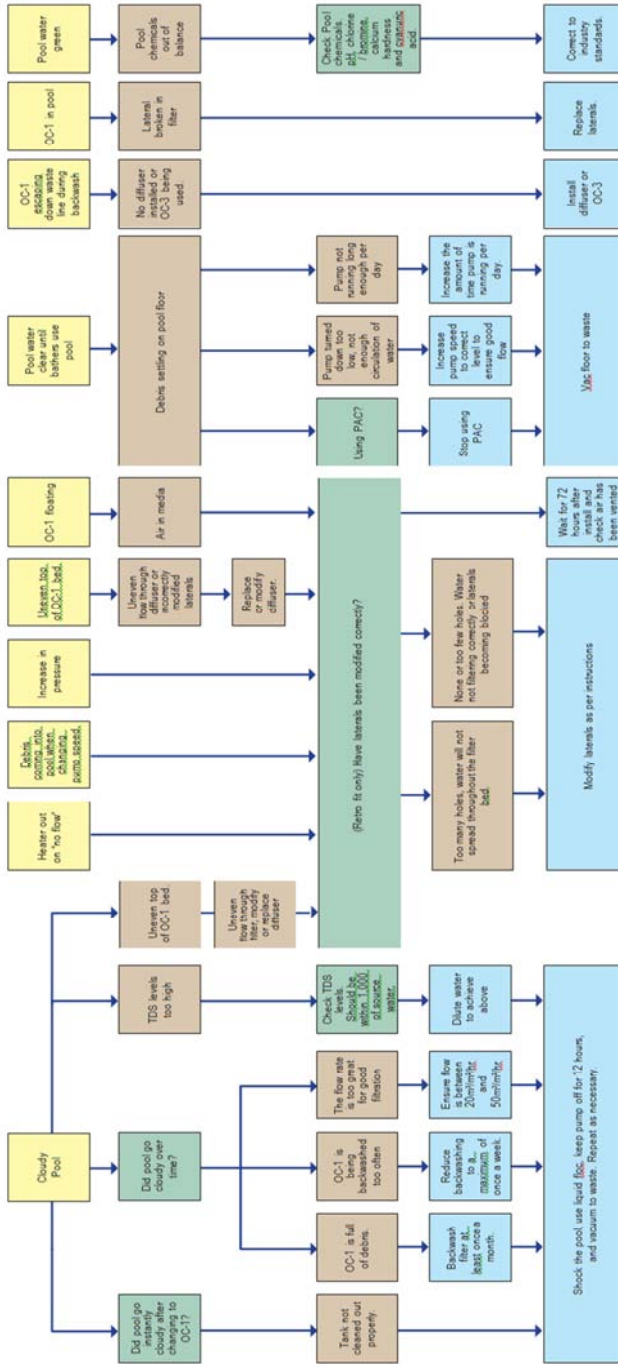 Cloudy
Pool
Heater out
on "no flow"
Debris
coming into
pool when
changing
pump speed.
Increase in
pressure
Uneven top
of OC-1 bed.
OC-1 floating
Pool water
clear until
bathers use
pool
OC-1
escaping
down waste
line during
backwash
OC-1 in pool
Pool water
green
Did pool go
instantly
cloudy after
changing to
OC-1?
Did pool go
cloudy over
time?
TDS levels
too high
Uneven top
of OC-1 bed.
Uneven
flow through
filter, modify
or replace
diffuser
Uneven
flow through
diffuser or
incorrectly
modified
laterals
Replace
or modify
diffuser.
Air in media
Debris settling on pool floor
No diffuser
installed or
OC-3 being
used.
Lateral
broken in
filter
Pool
chemicals
out of
balance
Tank not
cleaned out
properly.
OC-1 is full
of debris.
OC-1 is
being
backwashed
too often
The flow rate
is too great
for good
filtration
Check TDS
levels.
Should be
within 1,000
of source
water.
(Retro fit only) Have laterals been modified correctly?
Using PAC?
Pump turned
down too
low, not
enough
circulation of
water
Pump not
running long
enough per
day
Check Pool
chemicals.
pH, chlorine
/ bromine,
calcium
hardness
and cyanuric
acid.
Backwash
filter at
least once a
month.
Reduce
backwashing
to a
maximum of
once a week.
Ensure flow
is between
20m³/m²/hr
and
50m³/m²/hr.
Dilute water
to achieve
above
Too many holes, water will not
spread throughout the filter
bed.
None or too few holes. Water
not filtering correctly or laterals
becoming blocked
Stop using
PAC
Increase
pump speed
to correct
level to
ensure good
flow
Increase the
amount of
time pump is
running per
day.
Shock the pool use liquid floc, keep pump off for 12 hours,
and vacuum to waste. Repeat as necessary.
Modify laterals as per instructions
Wait for 72
hours after
install and
check air has
been vented
Vac floor to waste
Install
diffuser or
OC-3
Replace
laterals.
Correct to
industry
standards.